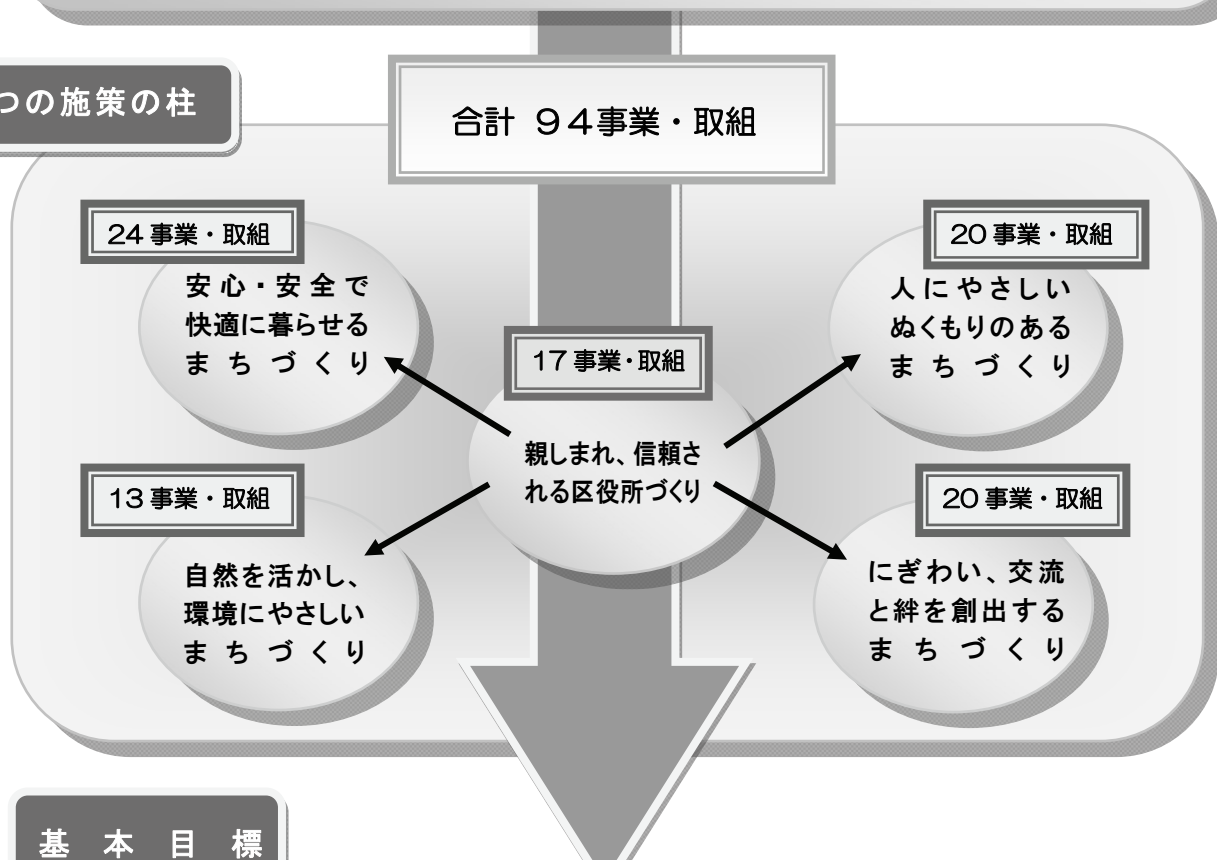 つの施策の柱
合計 94事業・取組
24事業・取組
安心・安全で
快適に暮らせる
まちづくり
20事業・取組
人にやさしい
ぬくもりのある
まちづくり
17事業・取組
親しまれ、信頼さ
れる区役所づくり
13事業・取組
自然を活かし、
環境にやさしい
まちづくり
20事業・取組
にぎわい、交流
と絆を創出する
まちづくり
基本目標